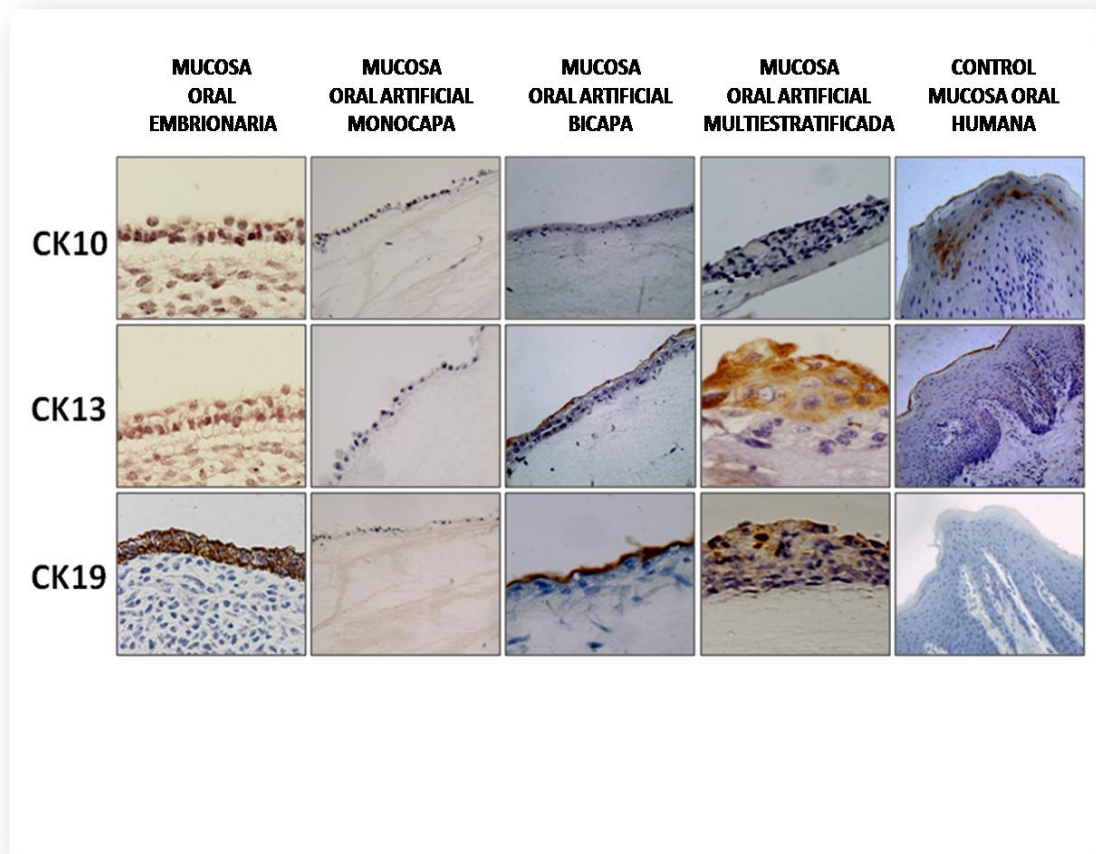 MUCOSA
ORAL
EMBRIONARIA
MUCOSA
ORAL ARTIFICIAL
MONOCAPA
MUCOSA
ORAL ARTIFICIAL
BICAPA
MUCOSA
ORAL ARTIFICIAL
MULTIESTRATIFICADA
CONTROL
MUCOSA ORAL
HUMANA
CK10
CK13
CK19